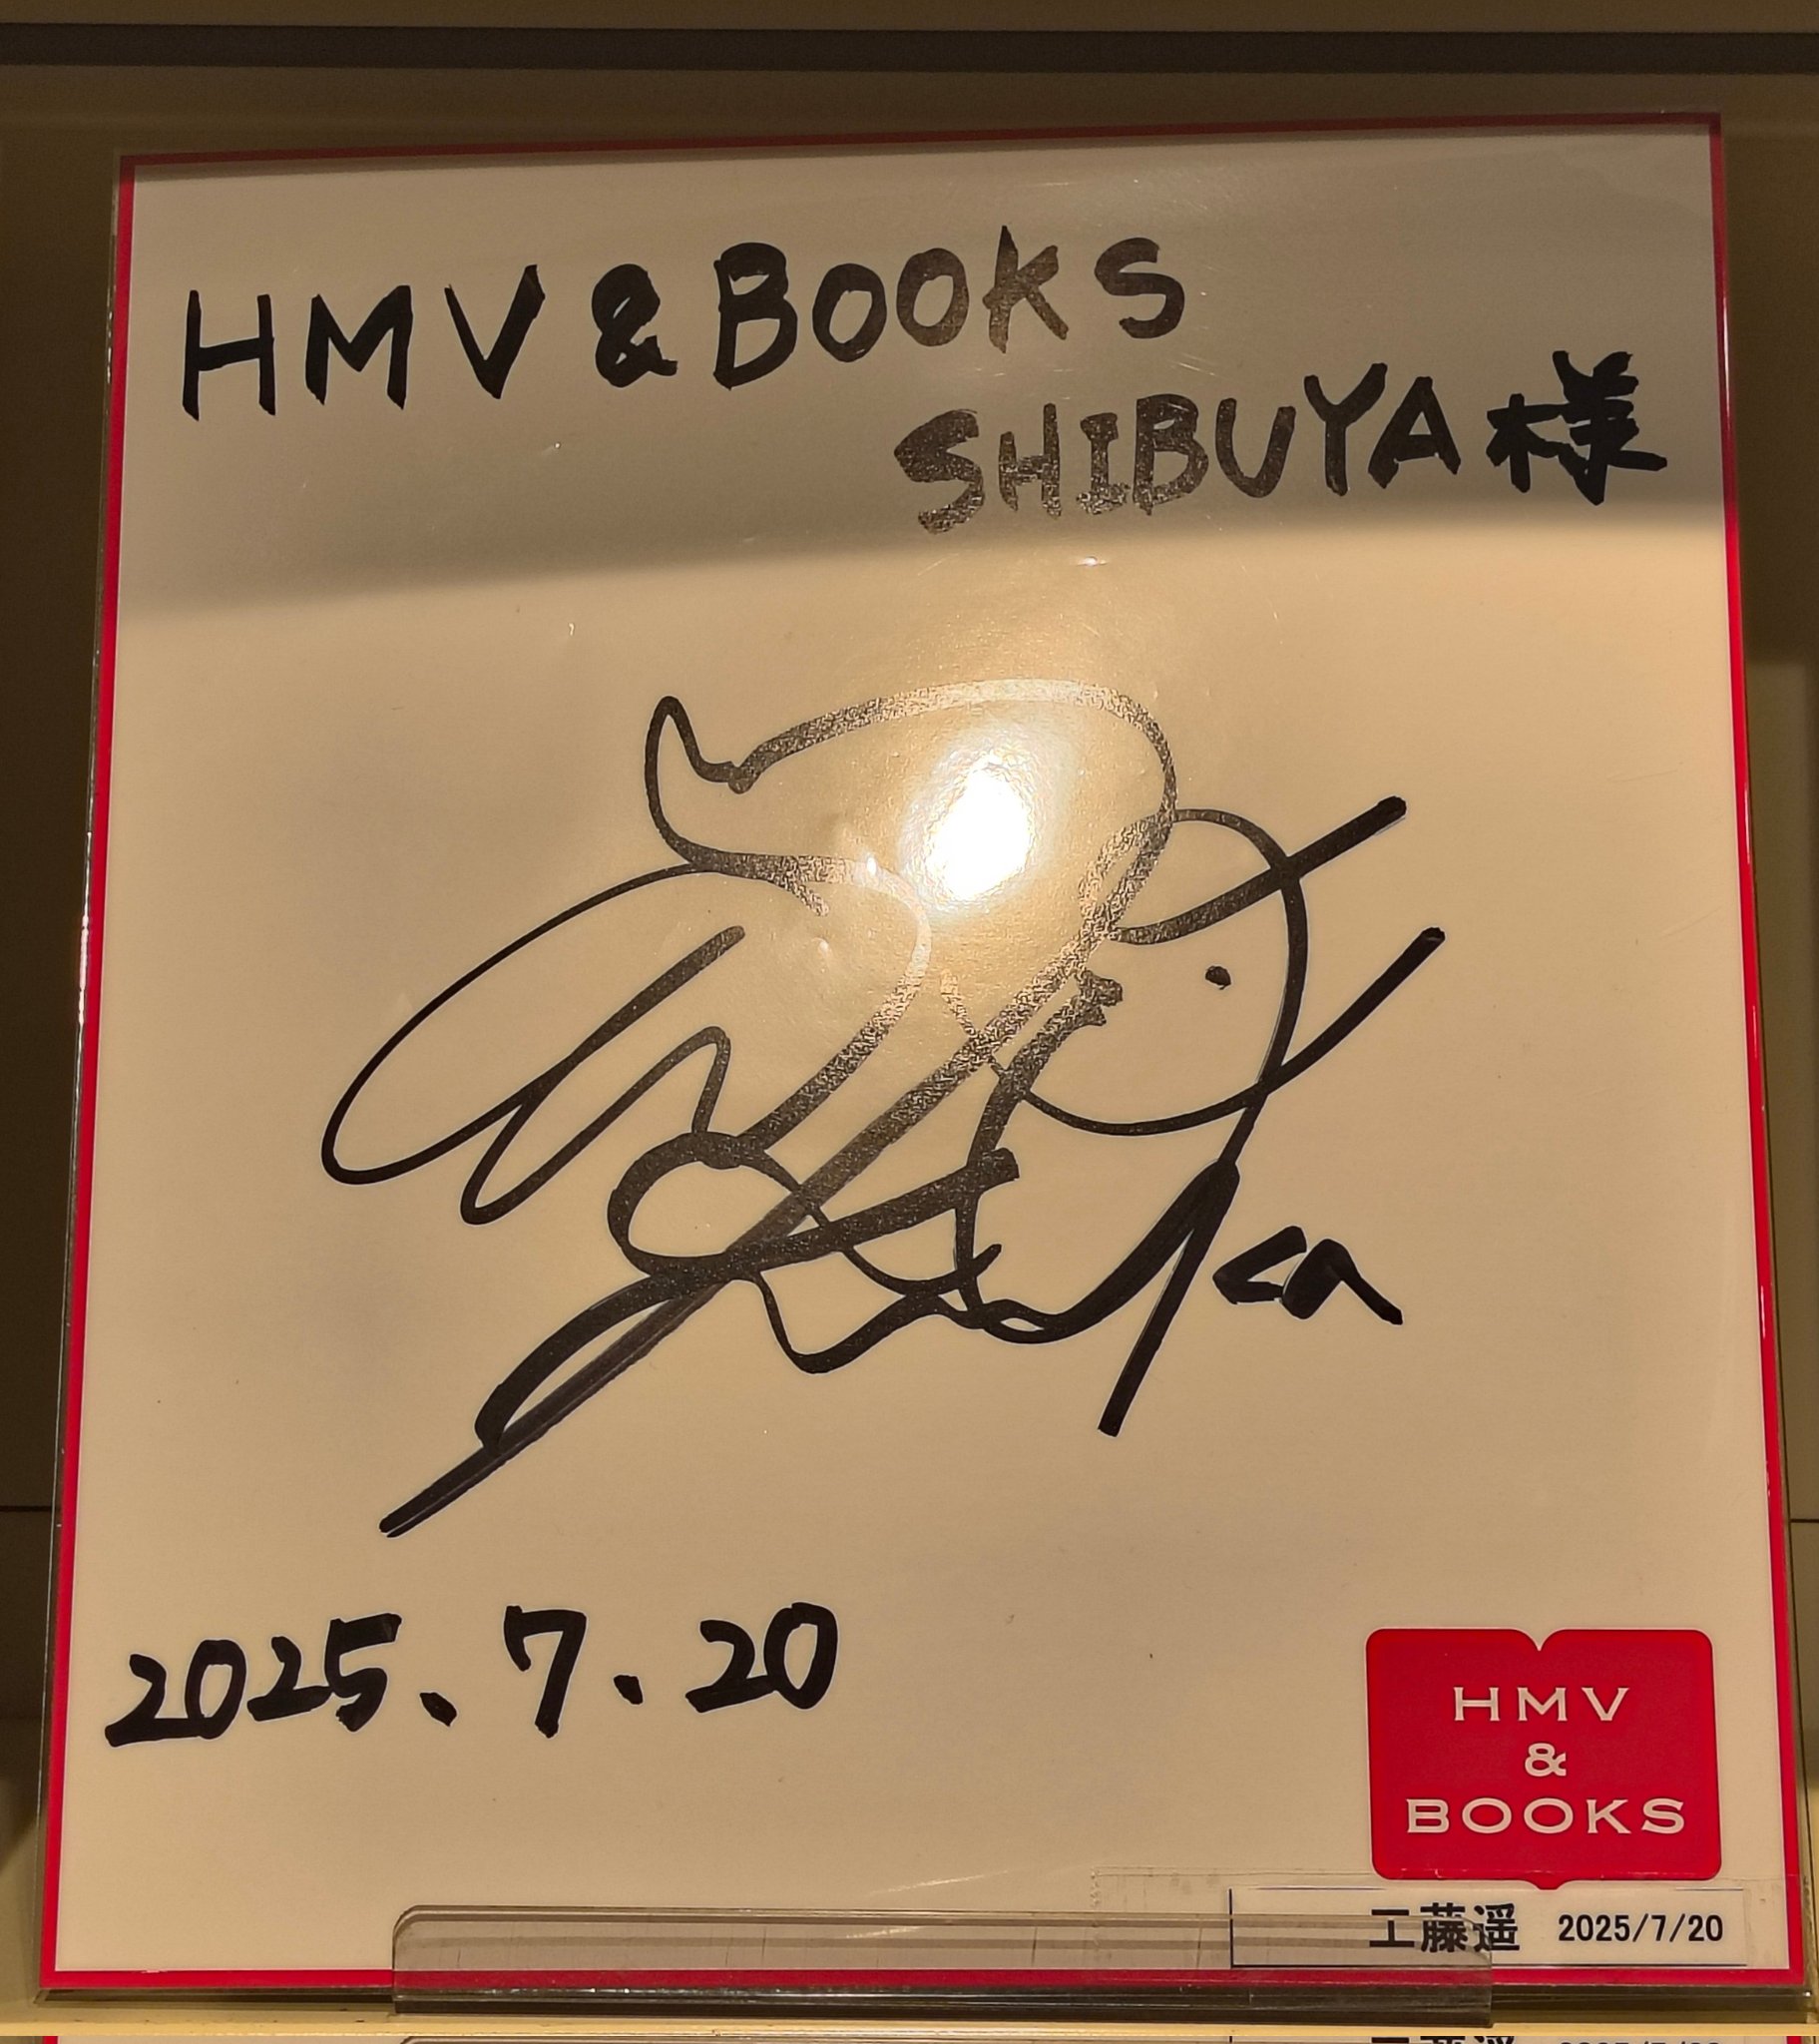 HMV & BOOKS
SHIBUYA様
2025.7.20
HMV
&
BOOKS
工藤遥 2025/7/20